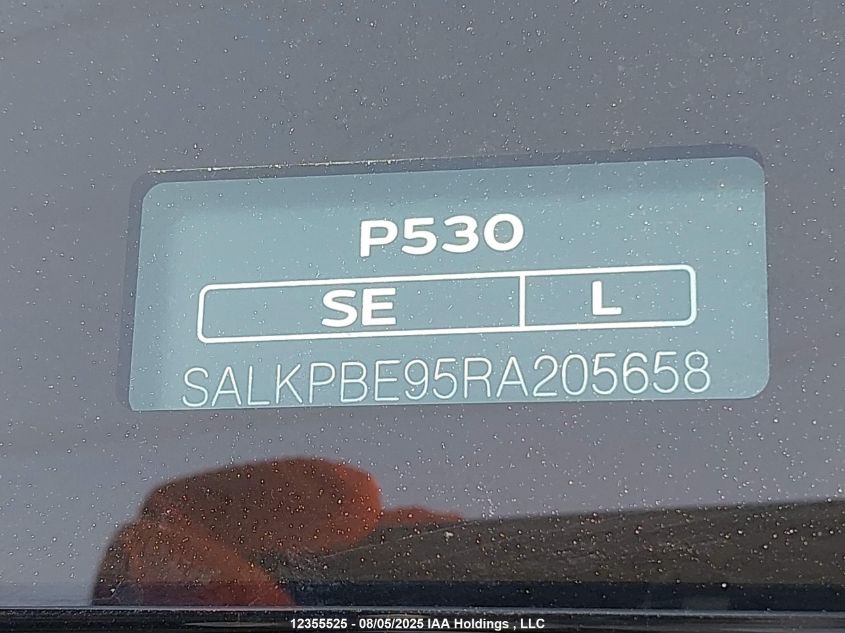 P530
SE L
SALKPBE95RA205658
12355525 - 08/05/2025 IAA Holdings , LLC